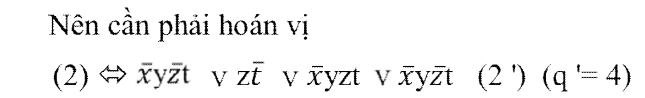 Nên cần phải hoán vị
(2) ⇔ x̄yz̄t v zt̄ v x̄yzt v x̄yz̄t (2 ') (q '= 4)